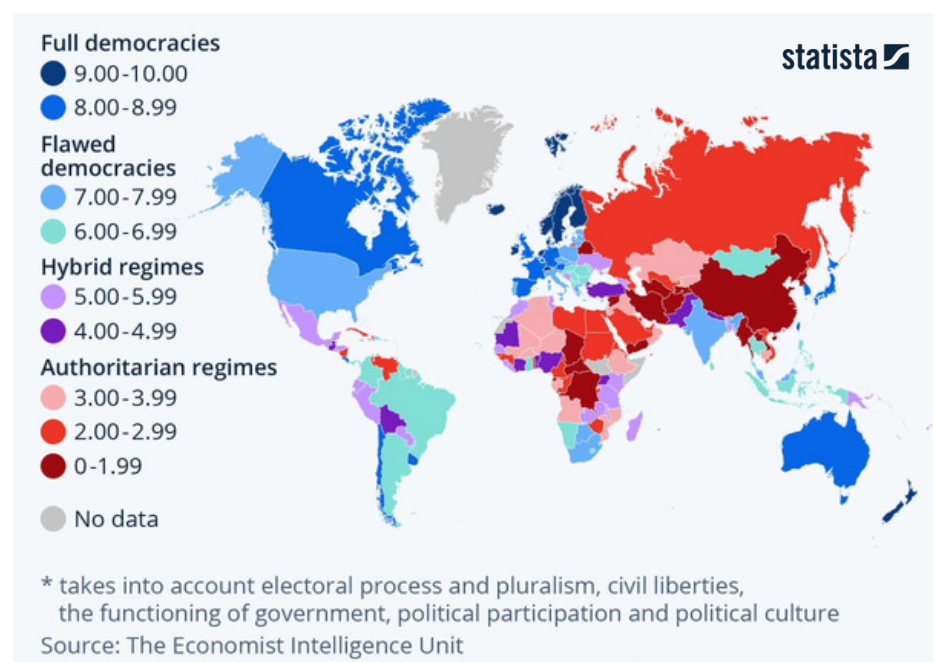 Full democracies
9.00-10.00
8.00-8.99
Flawed
democracies
7.00-7.99
6.00-6.99
Hybrid regimes
5.00-5.99
4.00-4.99
Authoritarian regimes
3.00-3.99
2.00-2.99
0-1.99
No data
statista
* takes into account electoral process and pluralism, civil liberties,
the functioning of government, political participation and political culture
Source: The Economist Intelligence Unit